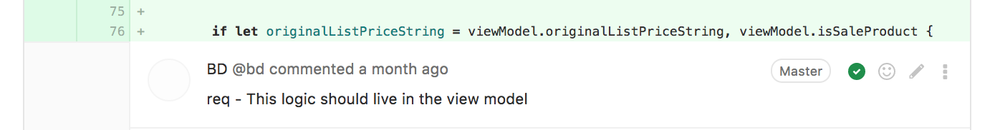 75 +
76 + if let originalListPriceString = viewModel.originalListPriceString, viewModel.isSaleProduct {
BD @bd commented a month ago Master
req - This logic should live in the view model